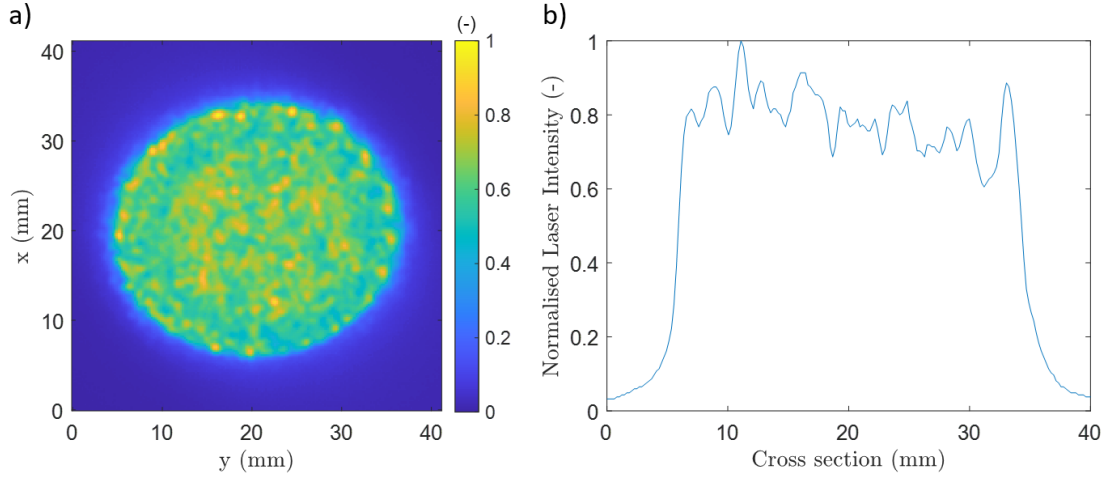 a)
(-)
40
30
20
10
0
x (mm)
0 10 20 30 40
y (mm)
1
0.8
0.6
0.4
0.2
0
b)
1
0.8
0.6
0.4
0.2
0
Normalised Laser Intensity (-)
0 10 20 30 40
Cross section (mm)